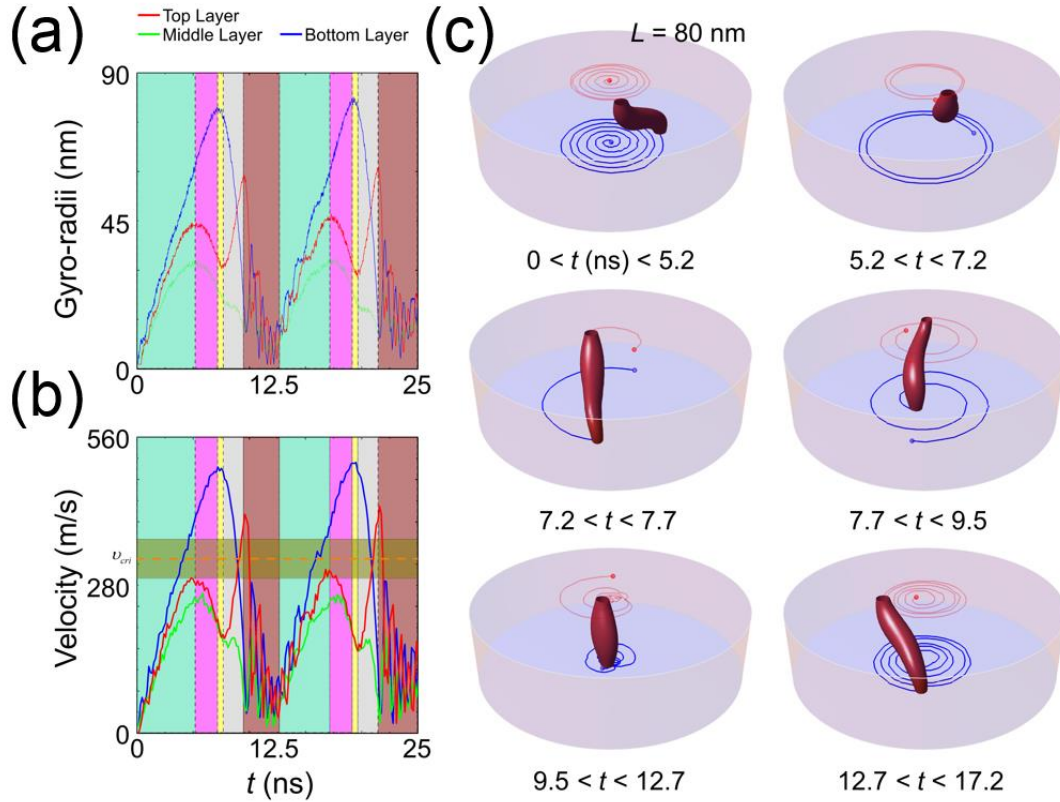 (a)
Top Layer
Middle Layer
Bottom Layer
90
45
0
Gyro-radii (nm)
0
12.5
25
(b)
560
υcri
280
0
Velocity (m/s)
0
12.5
25
t (ns)
(c)
L = 80 nm
0 < t (ns) < 5.2
5.2 < t < 7.2
7.2 < t < 7.7
7.7 < t < 9.5
9.5 < t < 12.7
12.7 < t < 17.2